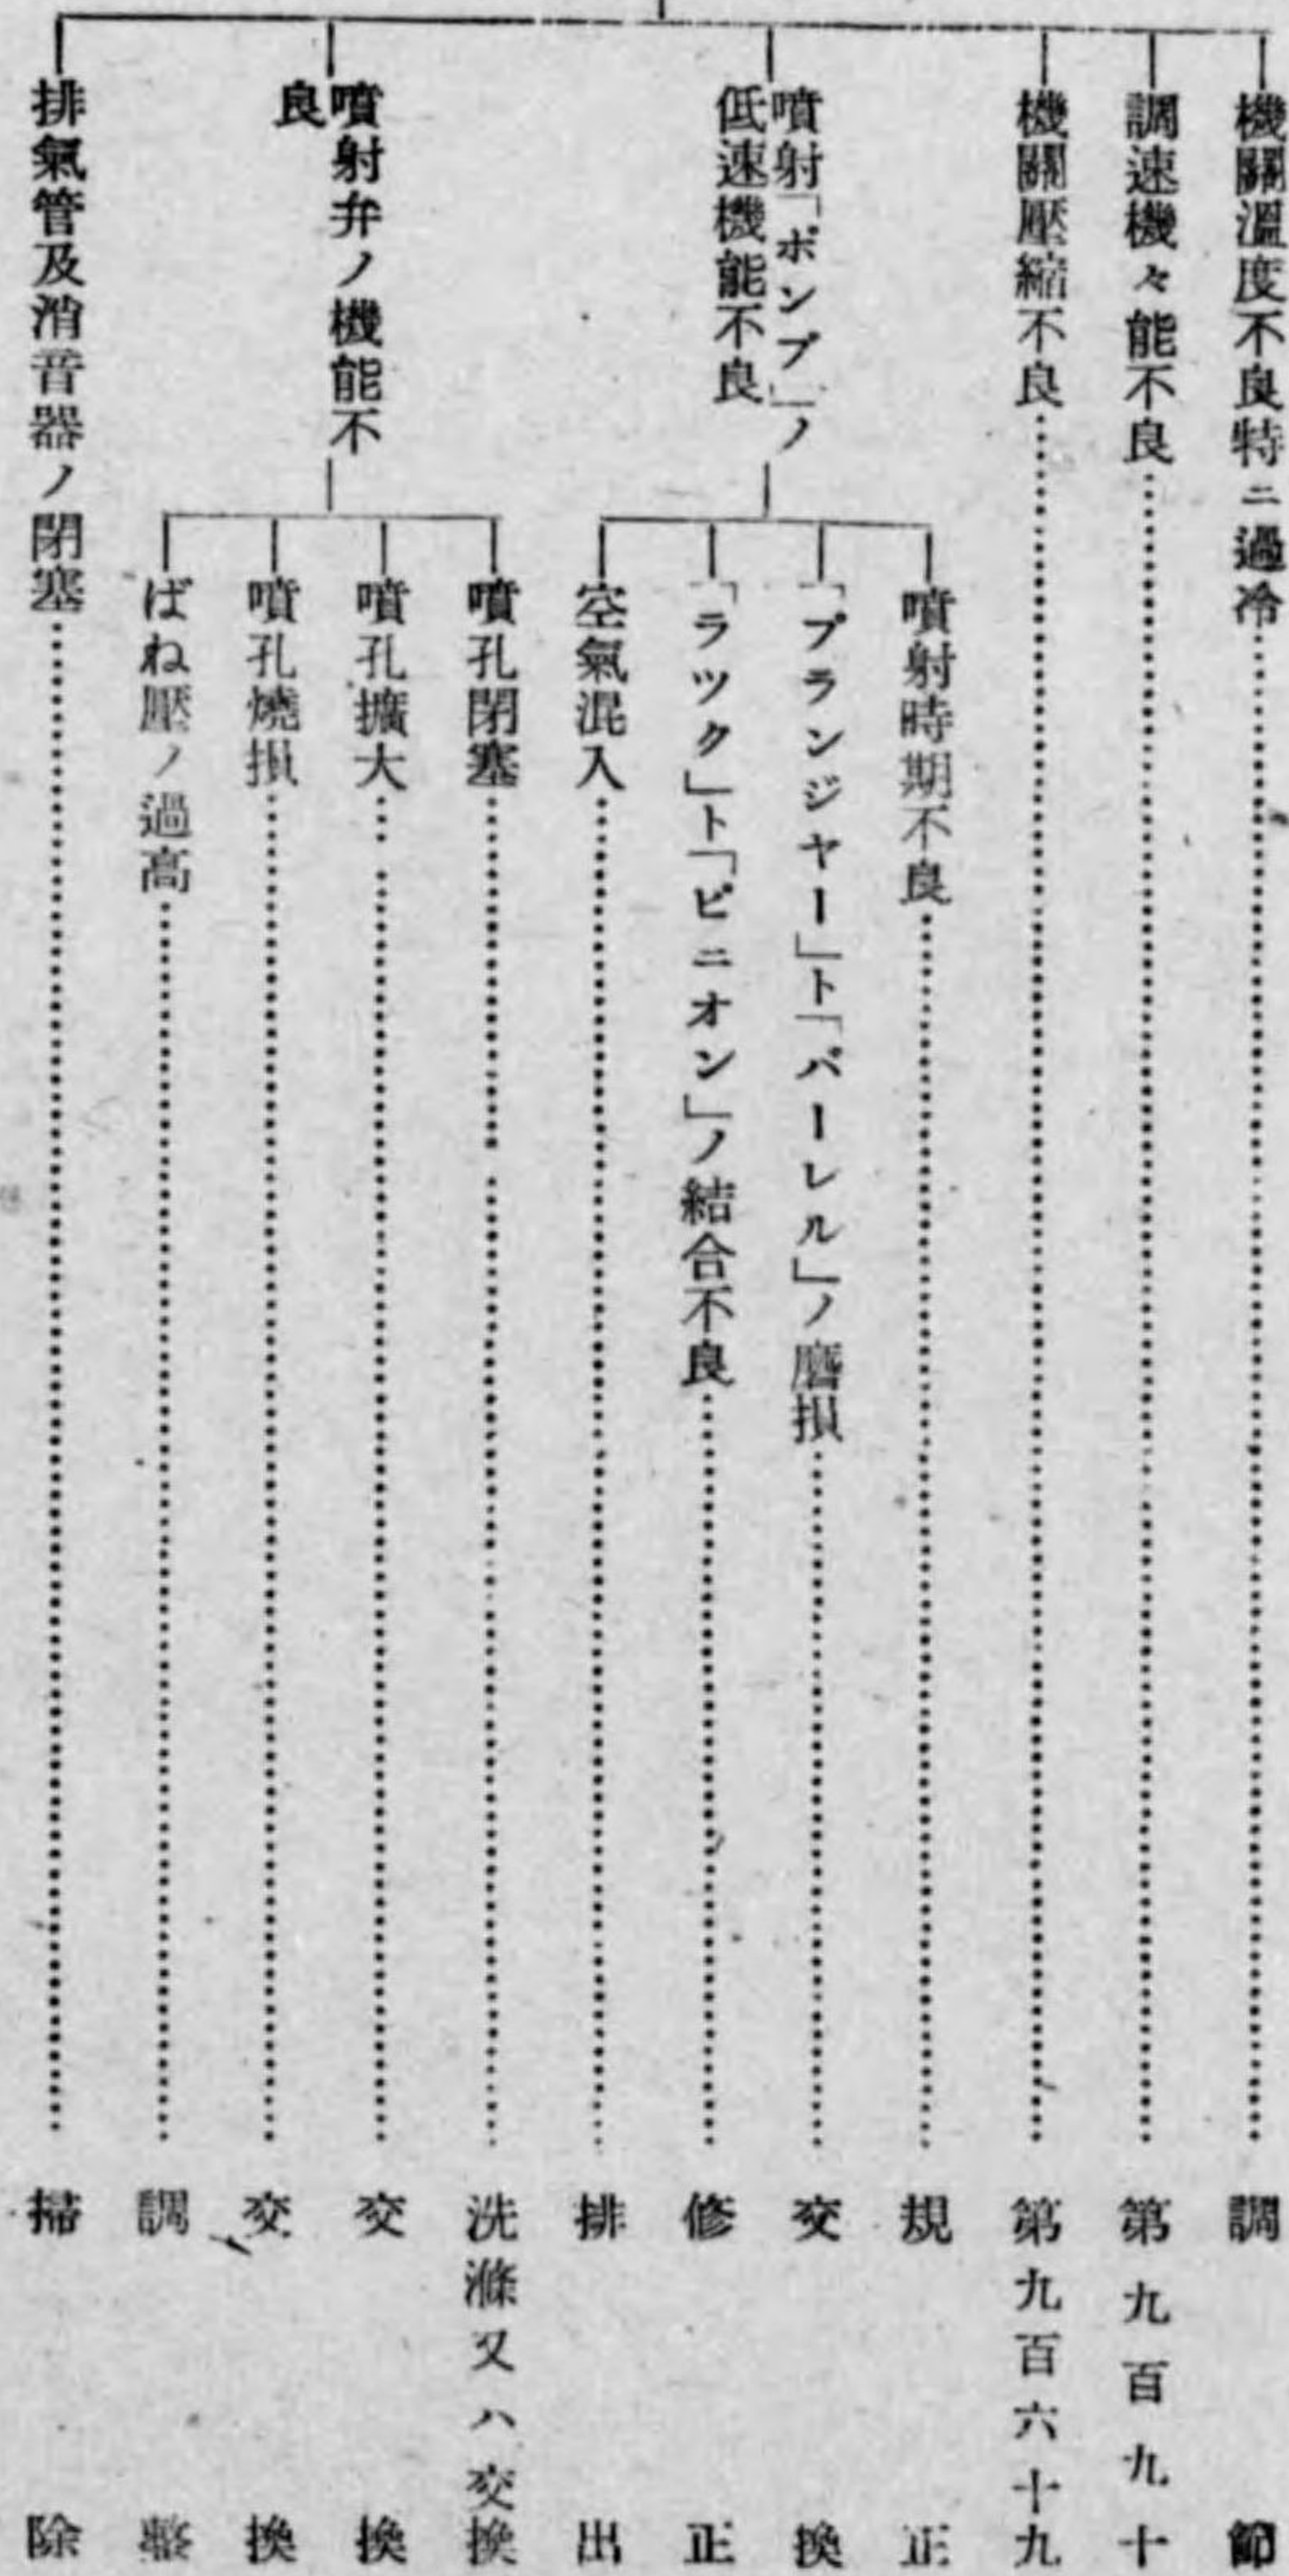 機關溫度不良特ニ過冷………調節
調速機々能不良………第九百九十
機關壓縮不良………第九百六十九
噴射「ポンプ」ノ
低速機能不良
噴射時期不良………規正
「プランジヤー」ト「バーレル」ノ磨損………交換
「ラツク」ト「ピニオン」ノ結合不良………修正
空氣混入………排出
噴射弁ノ機能不
良
噴孔閉塞………洗滌又ハ交換
噴孔擴大………交換
噴孔燒損………交換
ばね壓ノ過高………調整
排氣管及消音器ノ閉塞………掃除